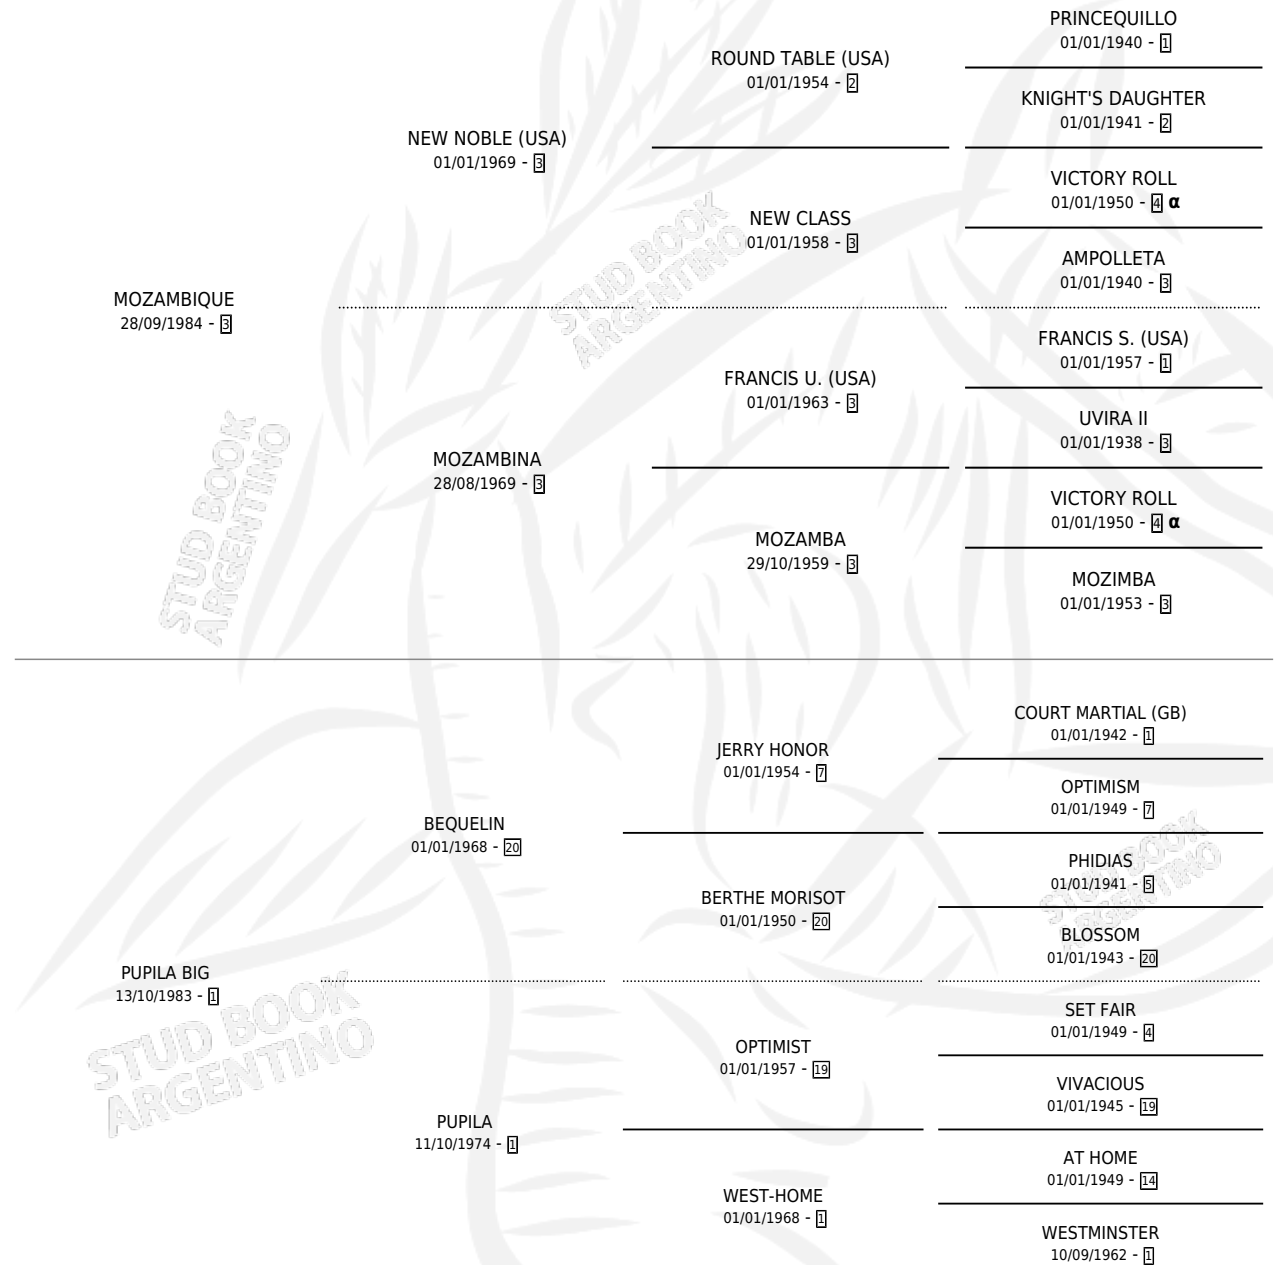 PRINCEQUILLO
01/01/1940 - 1
ROUND TABLE (USA)
01/01/1954 - 2
KNIGHT'S DAUGHTER
01/01/1941 - 2
NEW NOBLE (USA)
01/01/1969 - 3
VICTORY ROLL
01/01/1950 - 4 α
NEW CLASS
01/01/1958 - 3
AMPOLLETA
01/01/1940 - 3
STUD BOOK
ARGENTINO
MOZAMBIQUE
28/09/1984 - 3
FRANCIS S. (USA)
01/01/1957 - 1
FRANCIS U. (USA)
01/01/1963 - 3
UVIRA II
01/01/1938 - 3
MOZAMBINA
28/08/1969 - 3
VICTORY ROLL
01/01/1950 - 4 α
MOZAMBA
29/10/1959 - 3
MOZIMBA
01/01/1953 - 3
STUD BOOK
ARGENTINO
COURT MARTIAL (GB)
01/01/1942 - 1
JERRY HONOR
01/01/1954 - 7
OPTIMISM
01/01/1949 - 7
BEQUELIN
01/01/1968 - 20
PHIDIAS
01/01/1941 - 5
BERTHE MORISOT
01/01/1950 - 20
BLOSSOM
01/01/1943 - 20
STUD BOOK
ARGENTINO
PUPILA BIG
13/10/1983 - 1
SET FAIR
01/01/1949 - 4
OPTIMIST
01/01/1957 - 19
VIVACIOUS
01/01/1945 - 19
STUD BOOK
ARGENTINO
PUPILA
11/10/1974 - 1
AT HOME
01/01/1949 - 14
WEST-HOME
01/01/1968 - 1
WESTMINSTER
10/09/1962 - 1